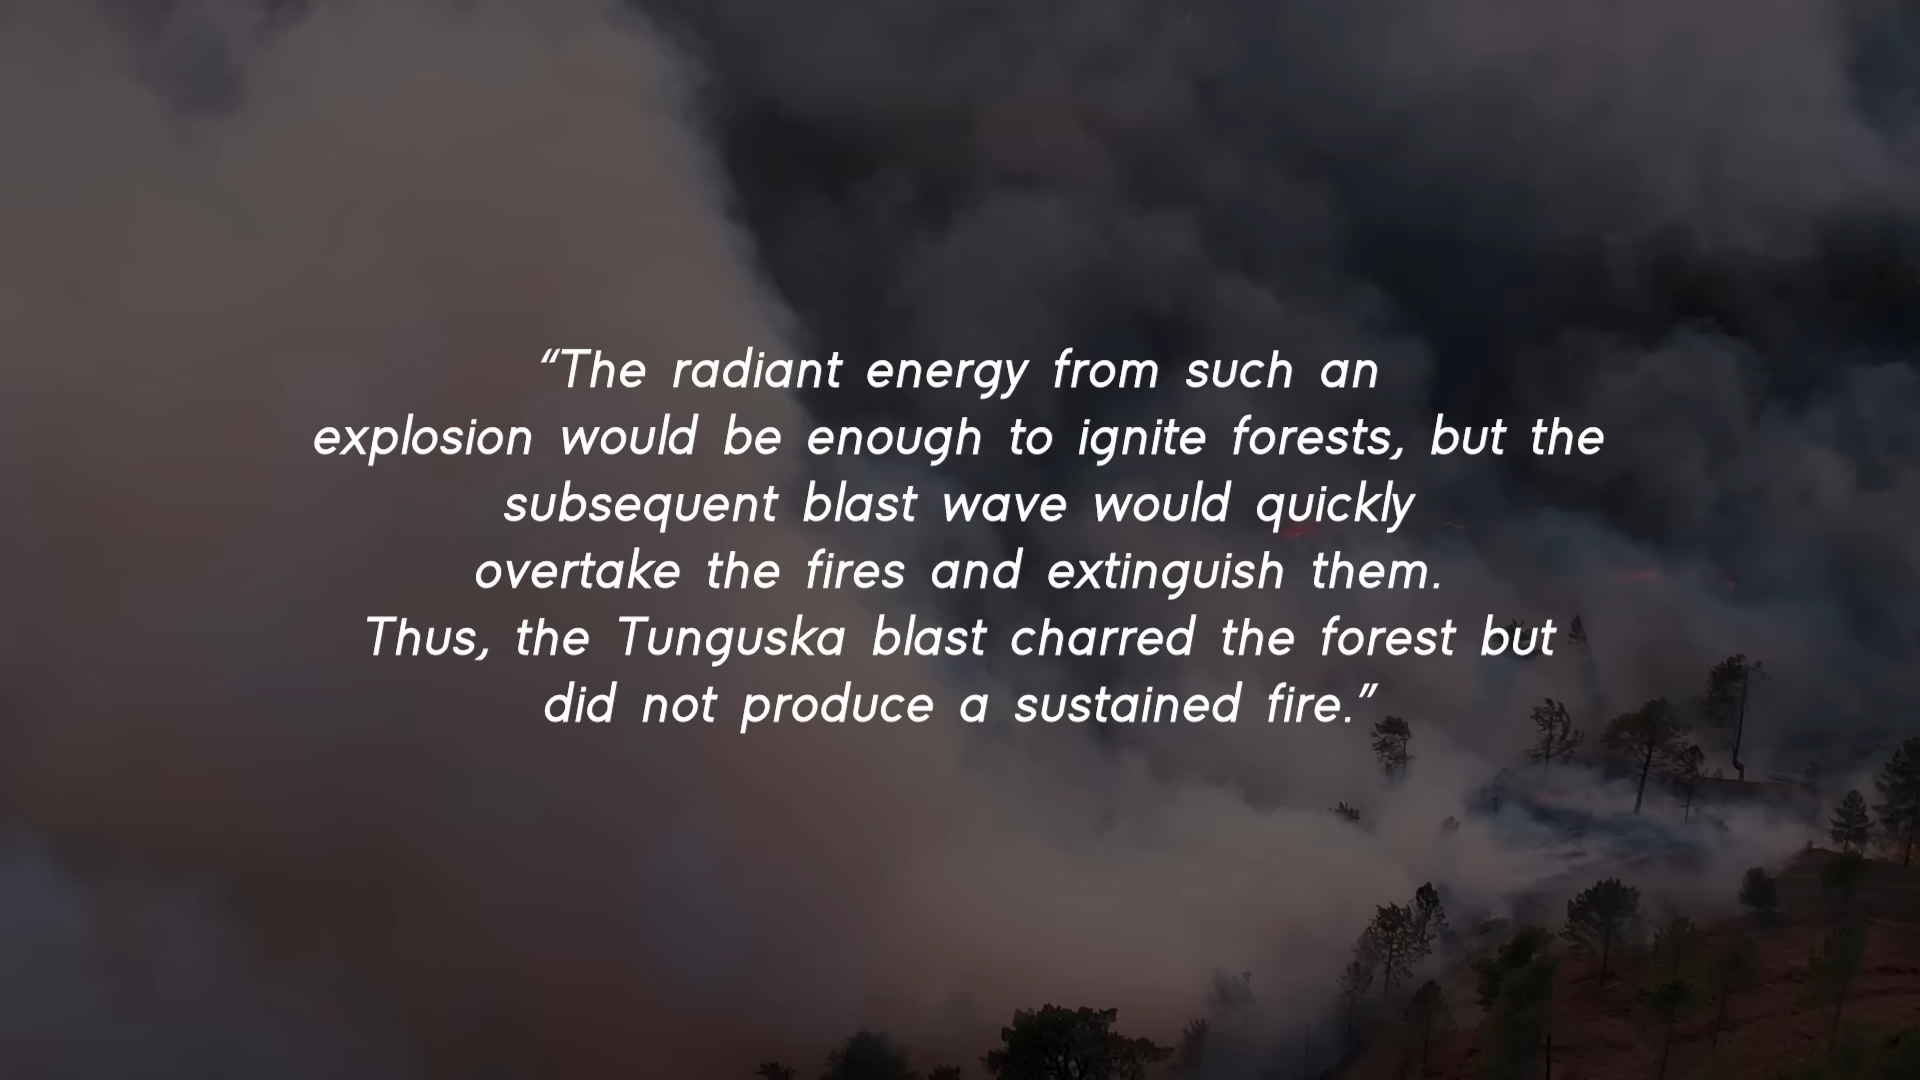 “The radiant energy from such an
explosion would be enough to ignite forests, but the
subsequent blast wave would quickly
overtake the fires and extinguish them.
Thus, the Tunguska blast charred the forest but
did not produce a sustained fire.”